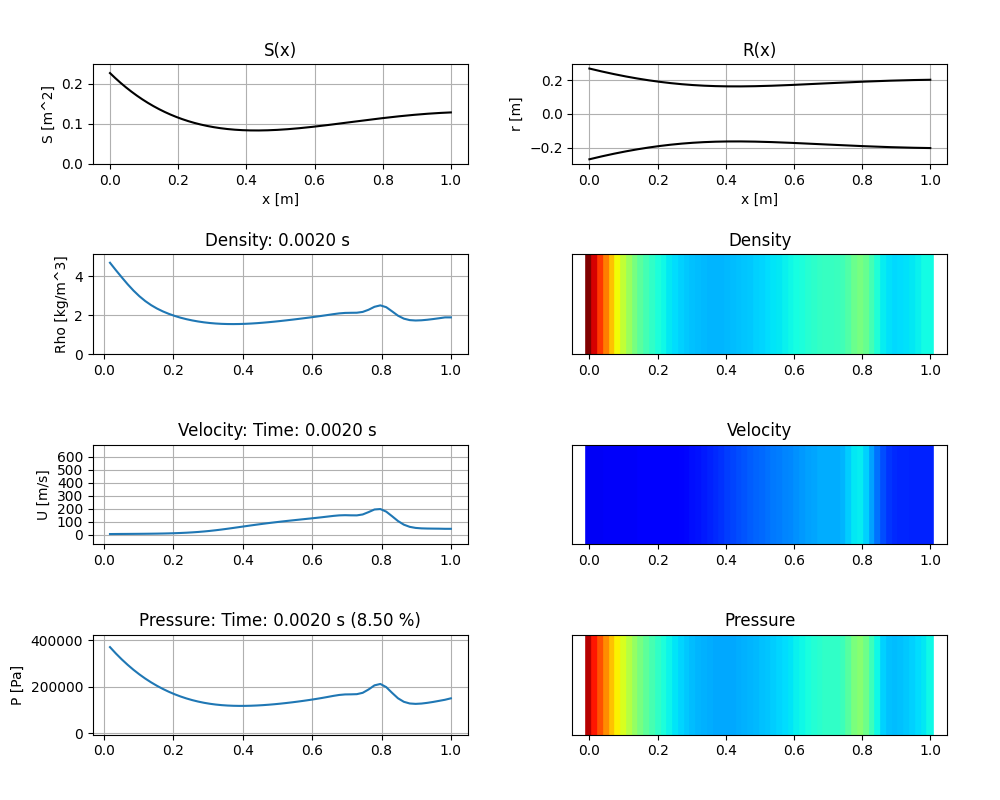 S(x)
S [m^2]
0.2
0.1
0.0
0.0 0.2 0.4 0.6 0.8 1.0
x [m]
R(x)
r [m]
0.2
0.0
−0.2
0.0 0.2 0.4 0.6 0.8 1.0
x [m]
Density: 0.0020 s
Rho [kg/m^3]
4
2
0
0.0 0.2 0.4 0.6 0.8 1.0
Density
0.0 0.2 0.4 0.6 0.8 1.0
Velocity: Time: 0.0020 s
U [m/s]
600
500
400
300
200
100
0
0.0 0.2 0.4 0.6 0.8 1.0
Velocity
0.0 0.2 0.4 0.6 0.8 1.0
Pressure: Time: 0.0020 s (8.50 %)
P [Pa]
400000
200000
0
0.0 0.2 0.4 0.6 0.8 1.0
Pressure
0.0 0.2 0.4 0.6 0.8 1.0